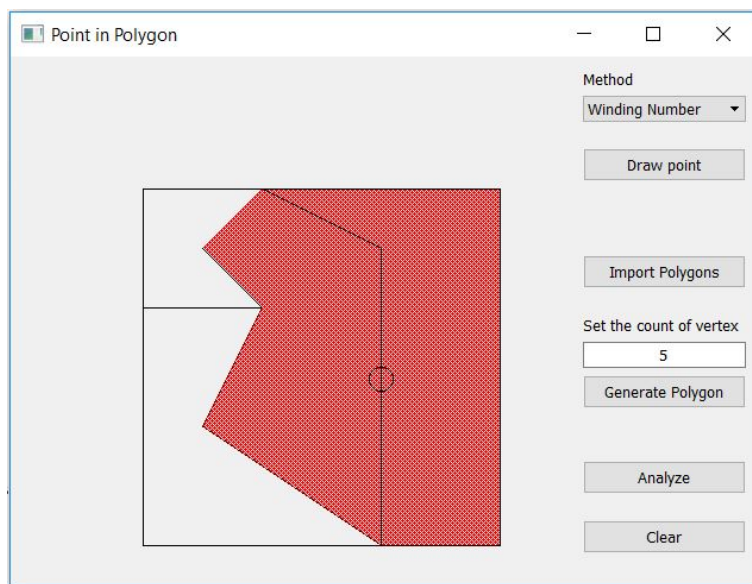 Point in Polygon
Method
Winding Number
Draw point
Import Polygons
Set the count of vertex
5
Generate Polygon
Analyze
Clear